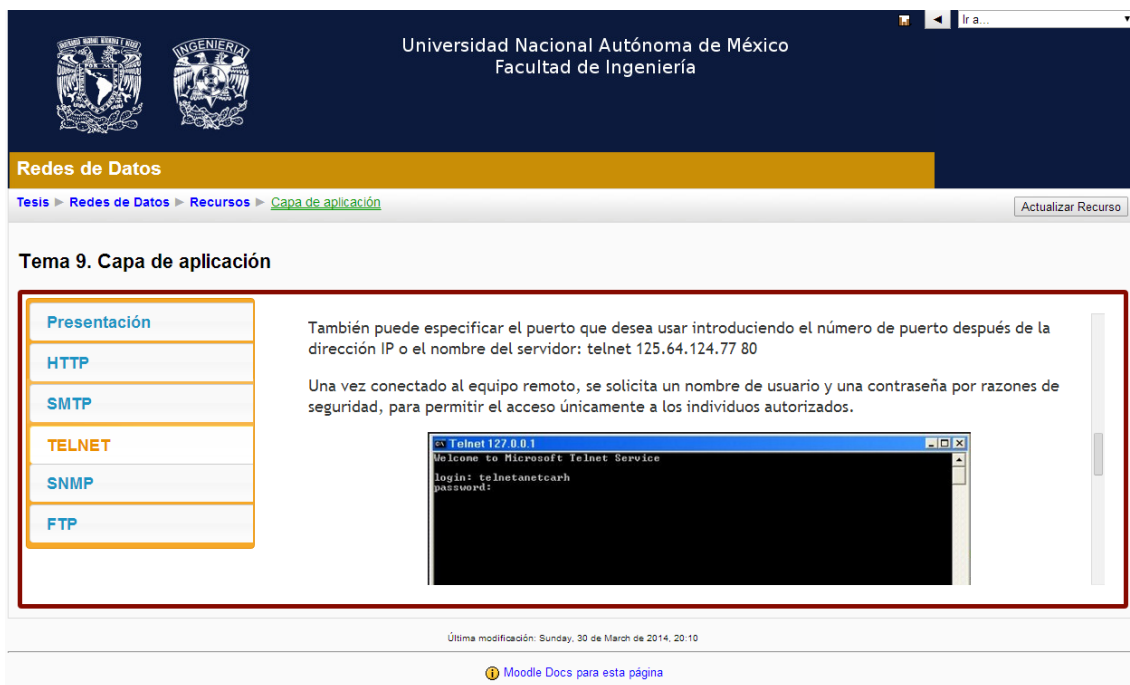 Ir a...
INGENIERIA
Universidad Nacional Autónoma de México
Facultad de Ingeniería
Redes de Datos
Tesis ► Redes de Datos ► Recursos ► Capa de aplicación
Actualizar Recurso
Tema 9. Capa de aplicación
Presentación
HTTP
SMTP
TELNET
SNMP
FTP
También puede especificar el puerto que desea usar introduciendo el número de puerto después de la
dirección IP o el nombre del servidor: telnet 125.64.124.77 80
Una vez conectado al equipo remoto, se solicita un nombre de usuario y una contraseña por razones de
seguridad, para permitir el acceso únicamente a los individuos autorizados.
Telnet 127.0.0.1
Welcome to Microsoft Telnet Service
login: telnetanetcarh
password:
Última modificación: Sunday, 30 de March de 2014, 20:10
Moodle Docs para esta página